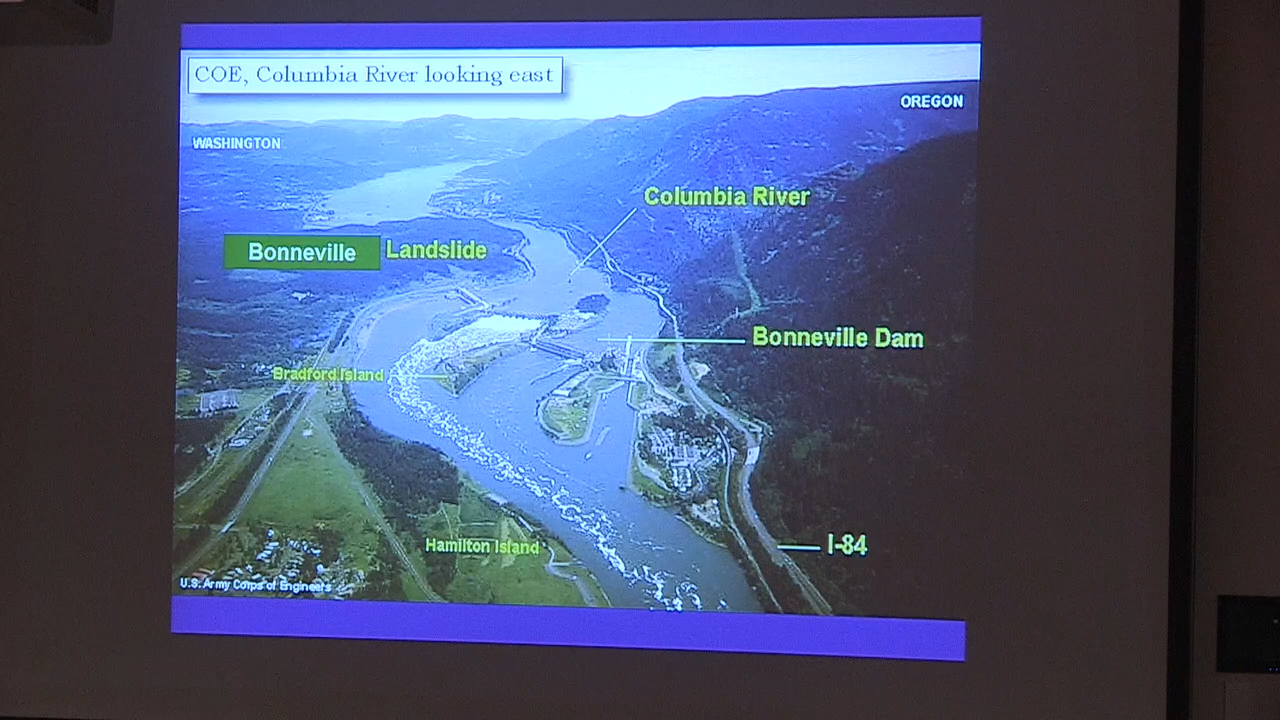 COE, Columbia River looking east
OREGON
WASHINGTON
Columbia River
Bonneville Landslide
Bonneville Dam
Bradford Island
I-84
Hamilton Island
U.S. Army Corps of Engineers